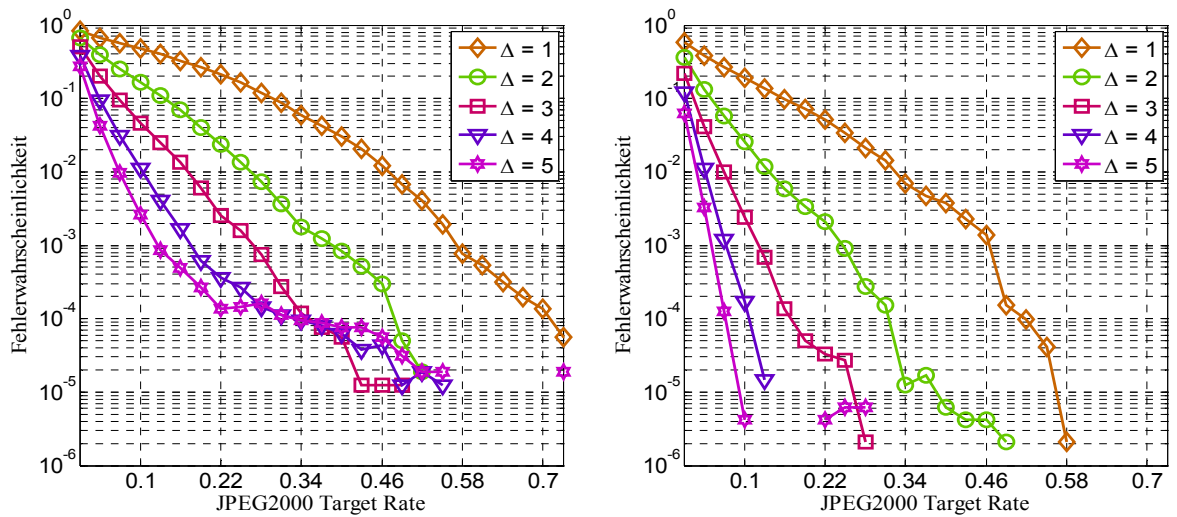 10^0
10^-1
10^-2
10^-3
10^-4
10^-5
10^-6
Fehlerwahrscheinlichkeit
Δ = 1
Δ = 2
Δ = 3
Δ = 4
Δ = 5
0.1 0.22 0.34 0.46 0.58 0.7
JPEG2000 Target Rate
10^0
10^-1
10^-2
10^-3
10^-4
10^-5
10^-6
Fehlerwahrscheinlichkeit
Δ = 1
Δ = 2
Δ = 3
Δ = 4
Δ = 5
0.1 0.22 0.34 0.46 0.58 0.7
JPEG2000 Target Rate